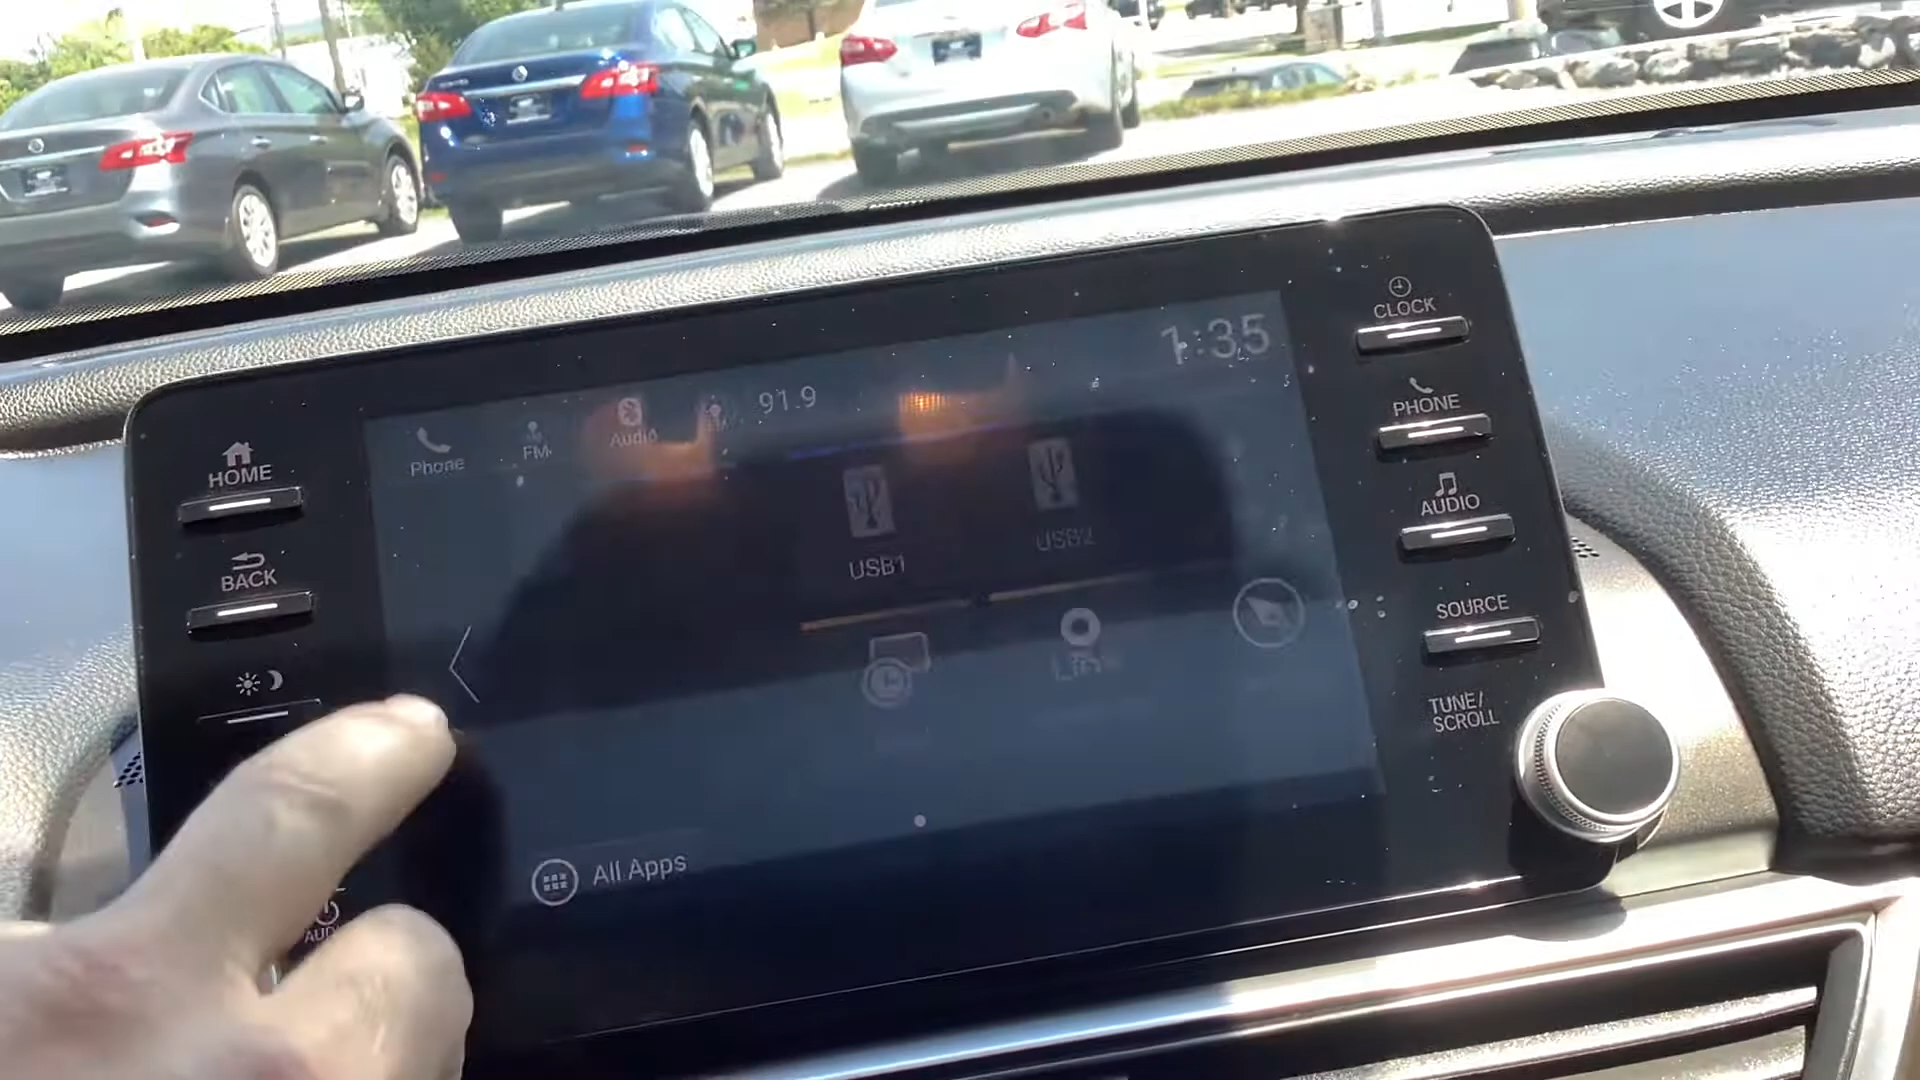 1:35
CLOCK
91.9
Phone
FM
Audio
PHONE
HOME
BACK
AUDIO
USB1
USB2
SOURCE
TUNE/
SCROLL
All Apps